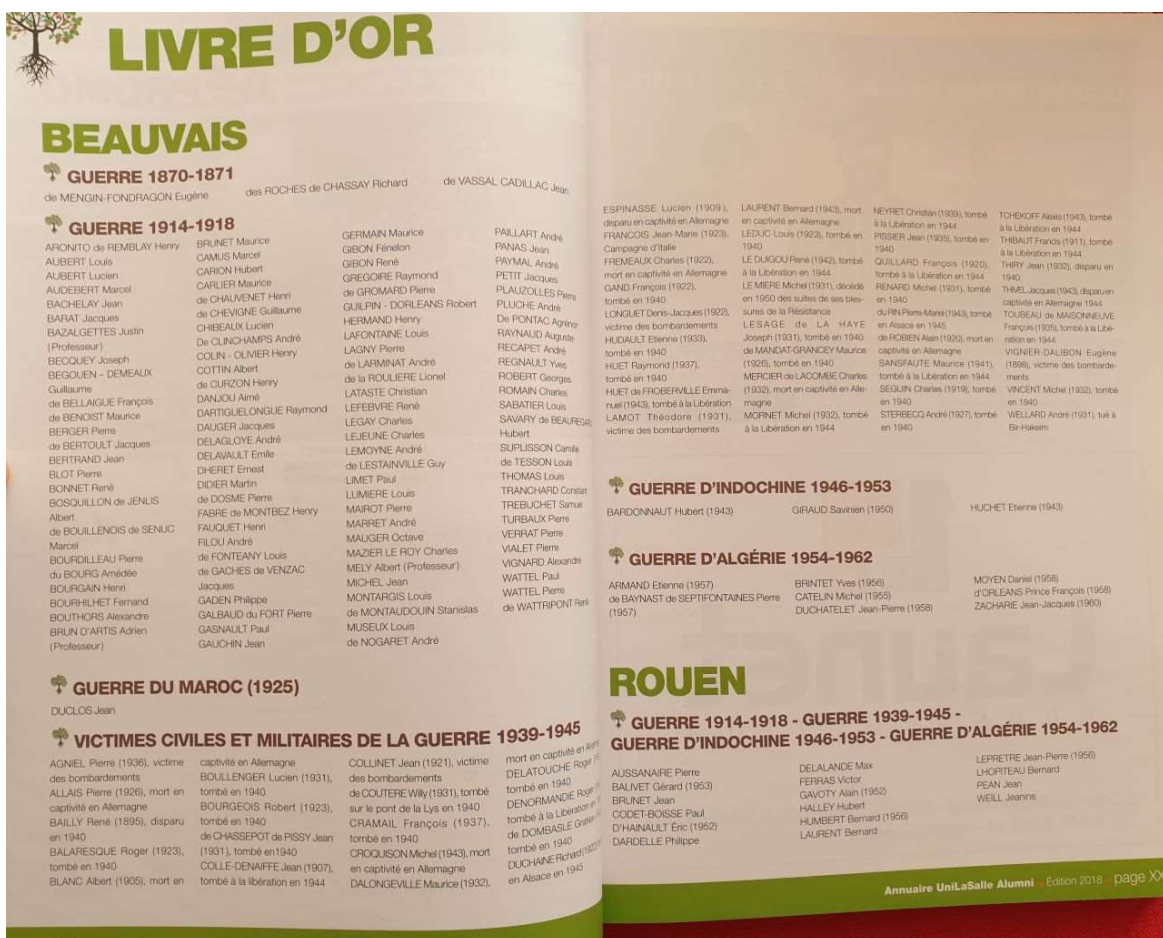 LIVRE D'OR
BEAUVAIS
GUERRE 1870-1871
de MENGIN-FONDRAGON Eugène
des ROCHES de CHASSAY Richard
de VASSAL CADILLAC Jean
GUERRE 1914-1918
ARONITO de REMBLAY Henry
AUBERT Louis
AUBERT Lucien
AUDEBERT Marcel
BACHELAY Jean
BARAT Jacques
BAZALGETTES Justin
(Professeur)
BECQUEY Joseph
BEGOUEN – DEMEAUX
Guillaume
de BELLAIGUE François
de BENOIST Maurice
BERGER Pierre
de BERTOULT Jacques
BERTRAND Jean
BLOT Pierre
BONNET René
BOSQUILLON de JENLIS
Albert
de BOUILLENOIS de SENUC
Marcel
BOURDILLEAU Pierre
du BOURG Amédée
BOURGAIN Henri
BOURHILHET Fernand
BOUTHORS Alexandre
BRUN D'ARTIS Adrien
(Professeur)
BRUNET Maurice
CAMUS Marcel
CARION Hubert
CARLIER Maurice
de CHAUVENET Henri
de CHEVIGNE Guillaume
CHIBEAUX Lucien
De CLINCHAMPS André
COLIN - OLIVIER Henry
COTTIN Albert
de CURZON Henry
DANJOU Aimé
DARTIGUELONGUE Raymond
DAUGER Jacques
DELAGLOYE André
DELAVAULT Emile
DHERET Ernest
DIDIER Martin
de DOSME Pierre
FABRE de MONTBEZ Henry
FAUQUET Henri
FILOU André
de FONTEANY Louis
de GACHES de VENZAC
Jacques
GADEN Philippe
GALBAUD du FORT Pierre
GASNAULT Paul
GAUCHIN Jean
GERMAIN Maurice
GIBON Fénelon
GIBON René
GREGOIRE Raymond
de GROMARD Pierre
GUILPIN - DORLEANS Robert
HERMAND Henry
LAFONTAINE Louis
LAGNY Pierre
de LARMINAT André
de la ROULIERE Lionel
LATASTE Christian
LEFEBVRE René
LEGAY Charles
LEJEUNE Charles
LEMOYNE André
de LESTAINVILLE Guy
LIMET Paul
LUMIERE Louis
MAIROT Pierre
MARRET André
MAUGER Octave
MAZIER LE ROY Charles
MELY Albert (Professeur)
MICHEL Jean
MONTARGIS Louis
de MONTAUDOUIN Stanislas
MUSEUX Louis
de NOGARET André
PAILLART André
PANAS Jean
PAYMAL André
PETIT Jacques
PLAUZOLLES Pierre
PLUCHE André
De PONTAC Agénor
RAYNAUD Auguste
RECAPET André
REGNAULT Yves
ROBERT Georges
ROMAIN Charles
SABATIER Louis
SAVARY de BEAUREGARD
Hubert
SUPLISSON Camille
de TESSON Louis
THOMAS Louis
TRANCHARD Constant
TREBUCHET Samuel
TURBAUX Pierre
VERRAT Pierre
VIALET Pierre
VIGNARD Alexandre
WATTEL Paul
WATTEL Pierre
de WATTRIPONT René
GUERRE DU MAROC (1925)
DUCLOS Jean
VICTIMES CIVILES ET MILITAIRES DE LA GUERRE 1939-1945
AGNIEL Pierre (1936), victime
des bombardements
ALLAIS Pierre (1926), mort en
captivité en Allemagne
BAILLY René (1895), disparu
en 1940
BALARESQUE Roger (1923),
tombé en 1940
BLANC Albert (1905), mort en
captivité en Allemagne
BOULLENGER Lucien (1931),
tombé en 1940
BOURGEOIS Robert (1923),
tombé en 1940
de CHASSEPOT de PISSY Jean
(1931), tombé en1940
COLLE-DENAIFFE Jean (1907),
tombé à la libération en 1944
COLLINET Jean (1921), victime
des bombardements
de COUTERE Willy (1931), tombé
sur le pont de la Lys en 1940
CRAMAIL François (1937),
tombé en 1940
CROQUISON Michel (1943), mort
en captivité en Allemagne
DALONGEVILLE Maurice (1932),
mort en captivité en
DELATOUCHE Roger
tombé en 1940
DENORMANDIE Roger
tombé à la Libération en
de DOMBASLE
tombé en 1940
DUCHAINE Richard
en Alsace en 1945
ESPINASSE Lucien (1909),
disparu en captivité en Allemagne
FRANCOIS Jean-Marie (1923),
Campagne d'Italie
FREMEAUX Charles (1922),
mort en captivité en Allemagne
GAND François (1922),
tombé en 1940
LONGUET Denis-Jacques (1922),
victime des bombardements
HUDAULT Etienne (1933),
tombé en 1940
HUET Raymond (1937),
tombé en 1940
HUET de FROBERVILLE Emma-
nuel (1943), tombé à la Libération
LAMOT Théodore (1931),
victime des bombardements
LAURENT Bernard (1943), mort
en captivité en Allemagne
LEDUC Louis (1923), tombé en
1940
LE DUIGOU René (1942), tombé
à la Libération en 1944
LE MIERE Michel (1931), décédé
en 1950 des suites de ses bles-
sures de la Résistance
LESAGE de LA HAYE
Joseph (1931), tombé en 1940
de MANDAT-GRANCEY Maurice
(1926), tombé en 1940
MERCIER de LACOMBE Charles
(1932), mort en captivité en Alle-
magne
MORNET Michel (1932), tombé
à la Libération en 1944
NEYRET Christian (1939), tombé
à la Libération en 1944
PISSIER Jean (1935), tombé en
1940
QUILLARD François (1920),
tombé à la Libération en 1944
RENARD Michel (1931), tombé
en 1940
du RIN Pierre-Marie (1943), tombé
en Alsace en 1945
de ROBIEN Alain (1920), mort en
captivité en Allemagne
SANSFAUTE Maurice (1941),
tombé à la Libération en 1944
SEGUIN Charles (1919), tombé
en 1940
STERBECQ André (1927), tombé
en 1940
TCHEKOFF Alexis (1943), tombé
à la Libération en 1944
THIBAUT Francis (1911), tombé
à la Libération en 1944
THIRY Jean (1932), disparu en
1940
THIVEL Jacques (1943), disparu en
captivité en Allemagne 1944
TOUBEAU de MAISONNEUVE
François (1935), tombé à la Libé-
ration en 1944
VIGNIER-DALIBON Eugène
(1898), victime des bombarde-
ments
VINCENT Michel (1932), tombé
en 1940
WELLARD André (1931), tué à
Bir-Hakeim
GUERRE D'INDOCHINE 1946-1953
BARDONNAUT Hubert (1943)
GIRAUD Savinien (1950)
HUCHET Etienne (1943)
GUERRE D'ALGÉRIE 1954-1962
ARMAND Etienne (1957)
de BAYNAST de SEPTIFONTAINES Pierre
(1957)
BRINTET Yves (1956)
CATELIN Michel (1955)
DUCHATELET Jean-Pierre (1958)
MOYEN Daniel (1958)
d'ORLEANS Prince François (1958)
ZACHARIE Jean-Jacques (1960)
ROUEN
GUERRE 1914-1918 - GUERRE 1939-1945 -
GUERRE D'INDOCHINE 1946-1953 - GUERRE D'ALGÉRIE 1954-1962
AUSSANAIRE Pierre
BALIVET Gérard (1953)
BRUNET Jean
CODET-BOISSE Paul
D'HAINAULT Éric (1952)
DARDELLE Philippe
DELALANDE Max
FERRAS Victor
GAVOTY Alain (1952)
HALLEY Hubert
HUMBERT Bernard (1956)
LAURENT Bernard
LEPRETRE Jean-Pierre (1956)
LHOPITEAU Bernard
PEAN Jean
WEILL Jeanine
Annuaire UniLaSalle Alumni - Edition 2018 - page XX